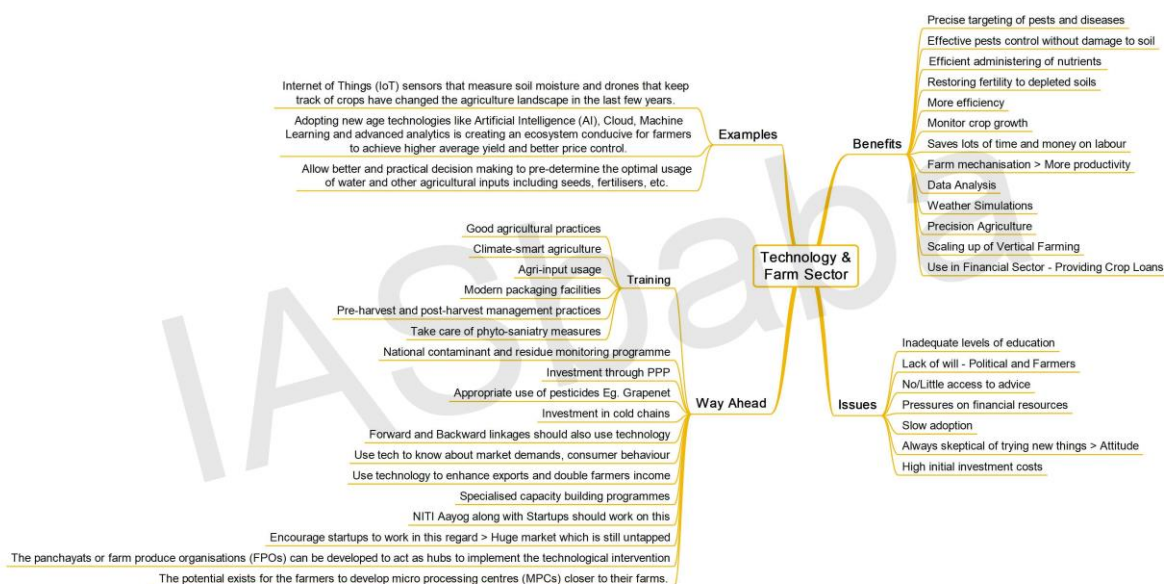 Technology &
Farm Sector
Benefits
Precise targeting of pests and diseases
Effective pests control without damage to soil
Efficient administering of nutrients
Restoring fertility to depleted soils
More efficiency
Monitor crop growth
Saves lots of time and money on labour
Farm mechanisation > More productivity
Data Analysis
Weather Simulations
Precision Agriculture
Scaling up of Vertical Farming
Use in Financial Sector - Providing Crop Loans
Issues
Inadequate levels of education
Lack of will - Political and Farmers
No/Little access to advice
Pressures on financial resources
Slow adoption
Always skeptical of trying new things > Attitude
High initial investment costs
Examples
Internet of Things (IoT) sensors that measure soil moisture and drones that keep
track of crops have changed the agriculture landscape in the last few years.
Adopting new age technologies like Artificial Intelligence (AI), Cloud, Machine
Learning and advanced analytics is creating an ecosystem conducive for farmers
to achieve higher average yield and better price control.
Allow better and practical decision making to pre-determine the optimal usage
of water and other agricultural inputs including seeds, fertilisers, etc.
Way Ahead
Training
Good agricultural practices
Climate-smart agriculture
Agri-input usage
Modern packaging facilities
Pre-harvest and post-harvest management practices
Take care of phyto-saniatry measures
National contaminant and residue monitoring programme
Investment through PPP
Appropriate use of pesticides Eg. Grapenet
Investment in cold chains
Forward and Backward linkages should also use technology
Use tech to know about market demands, consumer behaviour
Use technology to enhance exports and double farmers income
Specialised capacity building programmes
NITI Aayog along with Startups should work on this
Encourage startups to work in this regard > Huge market which is still untapped
The panchayats or farm produce organisations (FPOs) can be developed to act as hubs to implement the technological intervention
The potential exists for the farmers to develop micro processing centres (MPCs) closer to their farms.
IASbaba